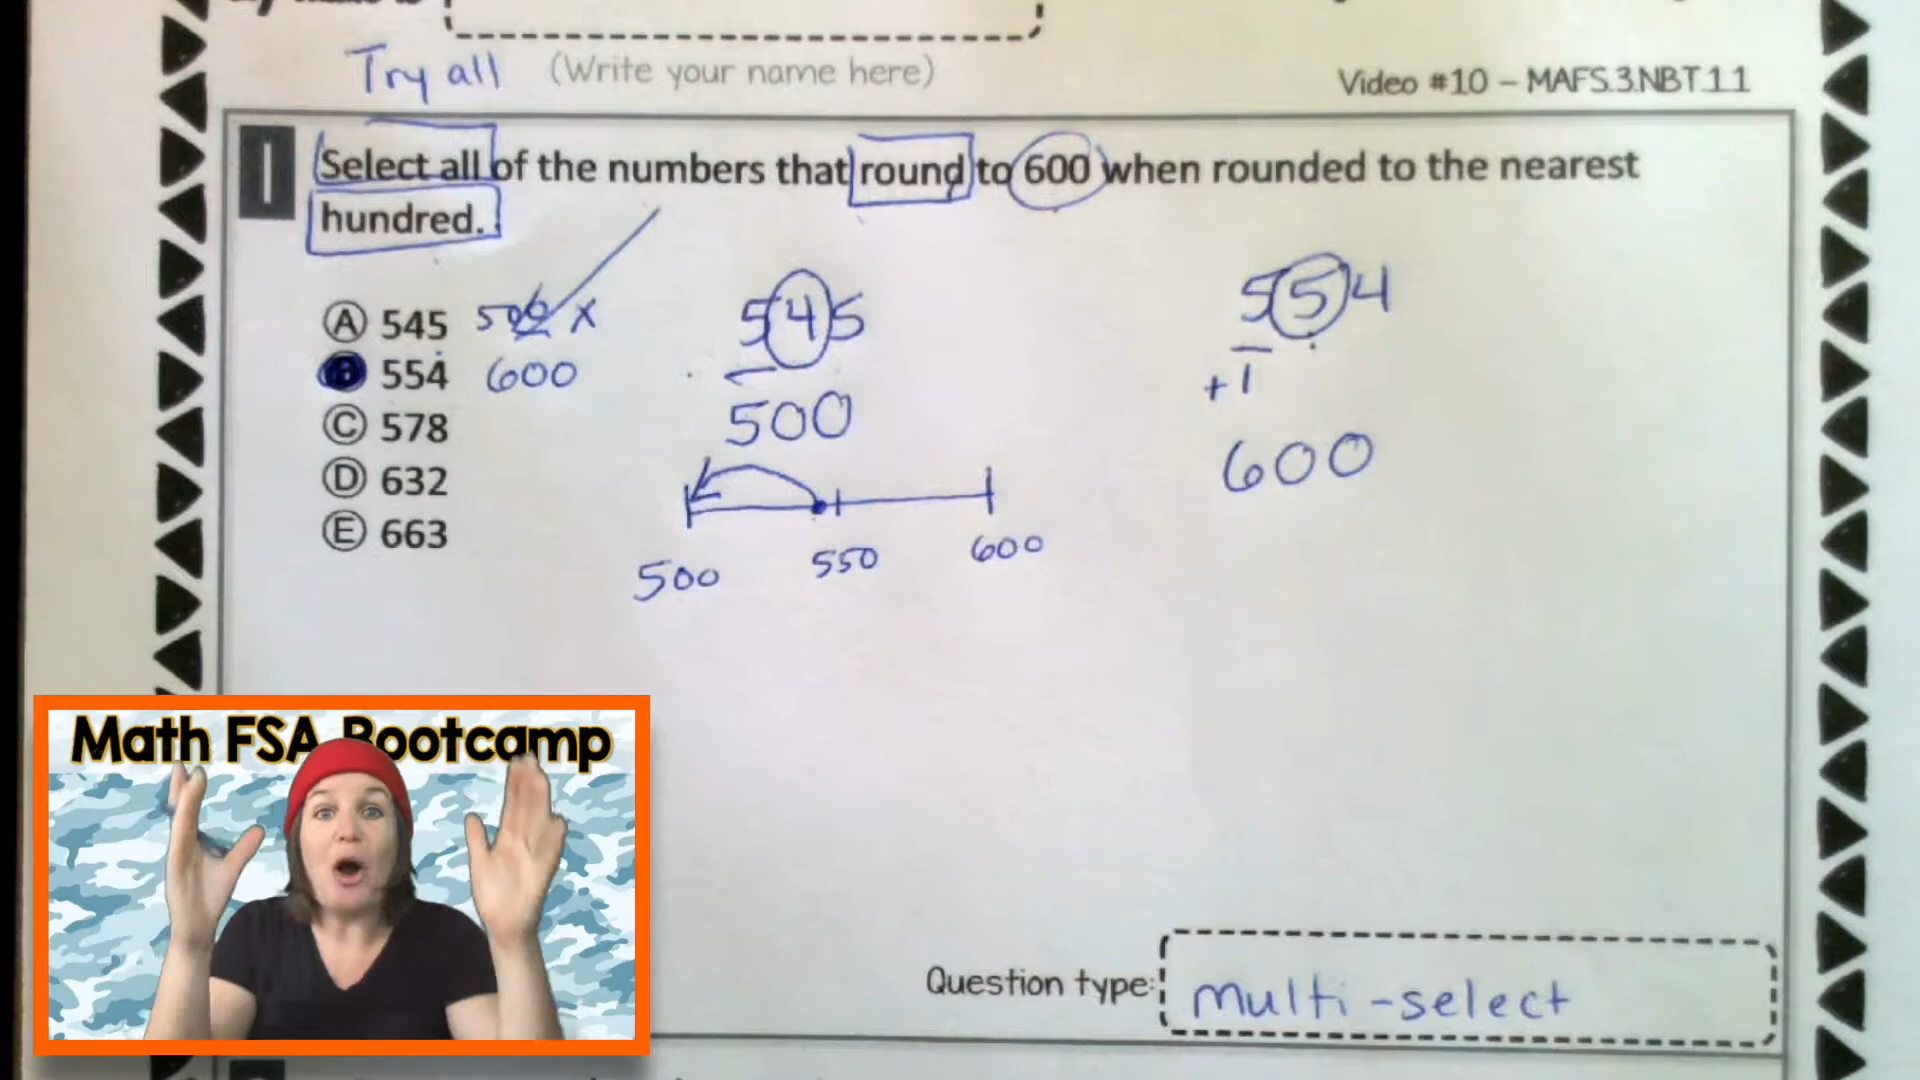 Try all (Write your name here)
Video #10 – MAFS.3.NBT.1.1
1 Select all of the numbers that round to 600 when rounded to the nearest
hundred.
A 545 500 X
B 554 600
C 578
D 632
E 663
545
500
500 550 600
554
+1
600
Math FSA Bootcamp
Question type: multi-select